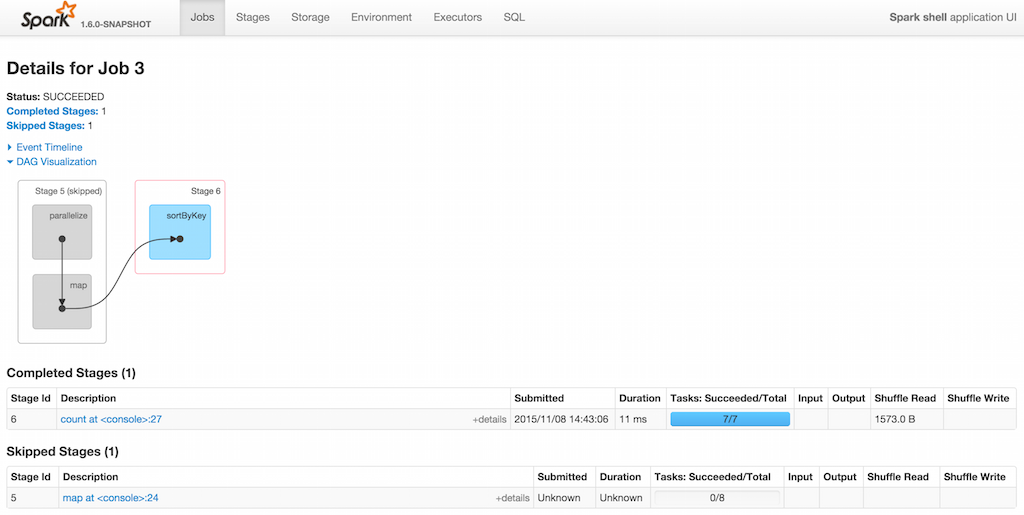 Spark 1.6.0-SNAPSHOT Jobs Stages Storage Environment Executors SQL Spark shell application UI
Details for Job 3
Status: SUCCEEDED
Completed Stages: 1
Skipped Stages: 1
Event Timeline
DAG Visualization
Stage 5 (skipped)
parallelize
map
Stage 6
sortByKey
Completed Stages (1)
Stage Id Description Submitted Duration Tasks: Succeeded/Total Input Output Shuffle Read Shuffle Write
6 count at <console>:27 +details 2015/11/08 14:43:06 11 ms 7/7 1573.0 B
Skipped Stages (1)
Stage Id Description Submitted Duration Tasks: Succeeded/Total Input Output Shuffle Read Shuffle Write
5 map at <console>:24 +details Unknown Unknown 0/8